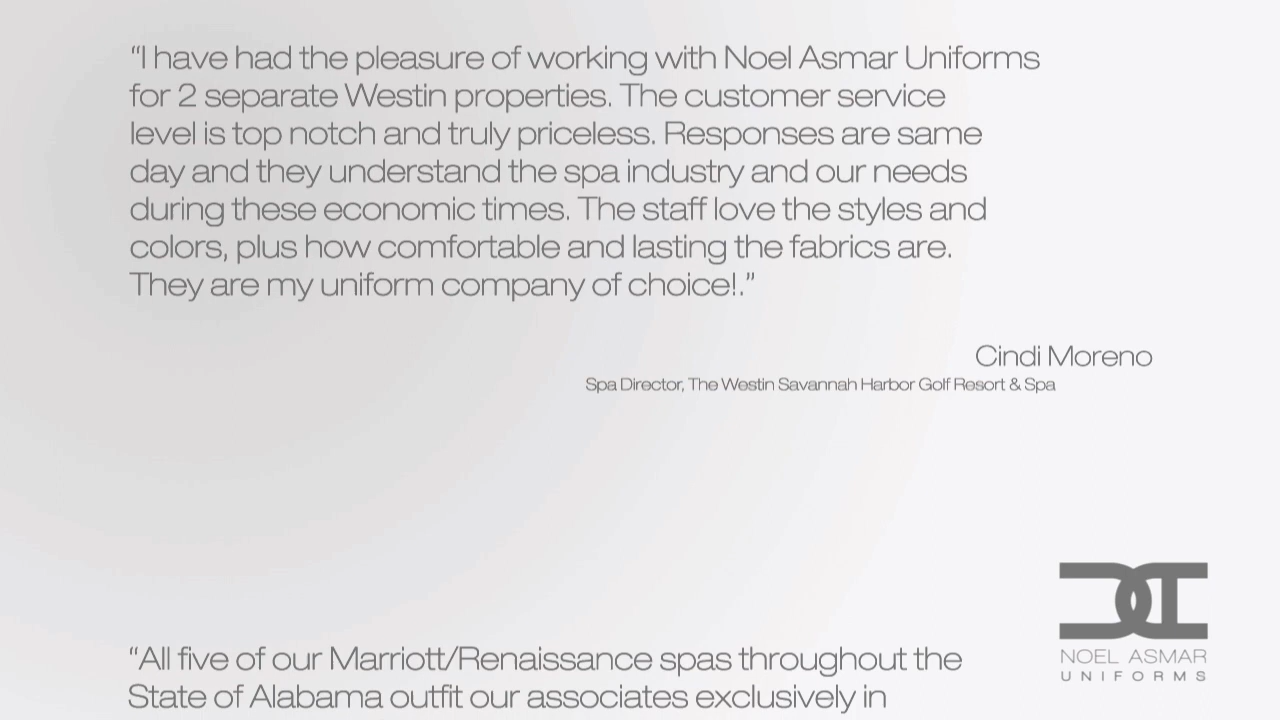 “I have had the pleasure of working with Noel Asmar Uniforms
for 2 separate Westin properties. The customer service
level is top notch and truly priceless. Responses are same
day and they understand the spa industry and our needs
during these economic times. The staff love the styles and
colors, plus how comfortable and lasting the fabrics are.
They are my uniform company of choice!.”
Cindi Moreno
Spa Director, The Westin Savannah Harbor Golf Resort & Spa
“All five of our Marriott/Renaissance spas throughout the
State of Alabama outfit our associates exclusively in
NOEL ASMAR
UNIFORMS